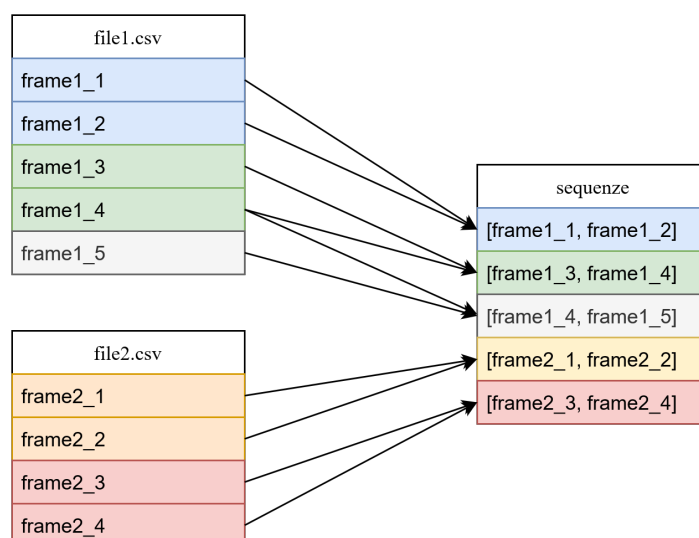 file1.csv
frame1_1
frame1_2
frame1_3
frame1_4
frame1_5
file2.csv
frame2_1
frame2_2
frame2_3
frame2_4
sequenze
[frame1_1, frame1_2]
[frame1_3, frame1_4]
[frame1_4, frame1_5]
[frame2_1, frame2_2]
[frame2_3, frame2_4]